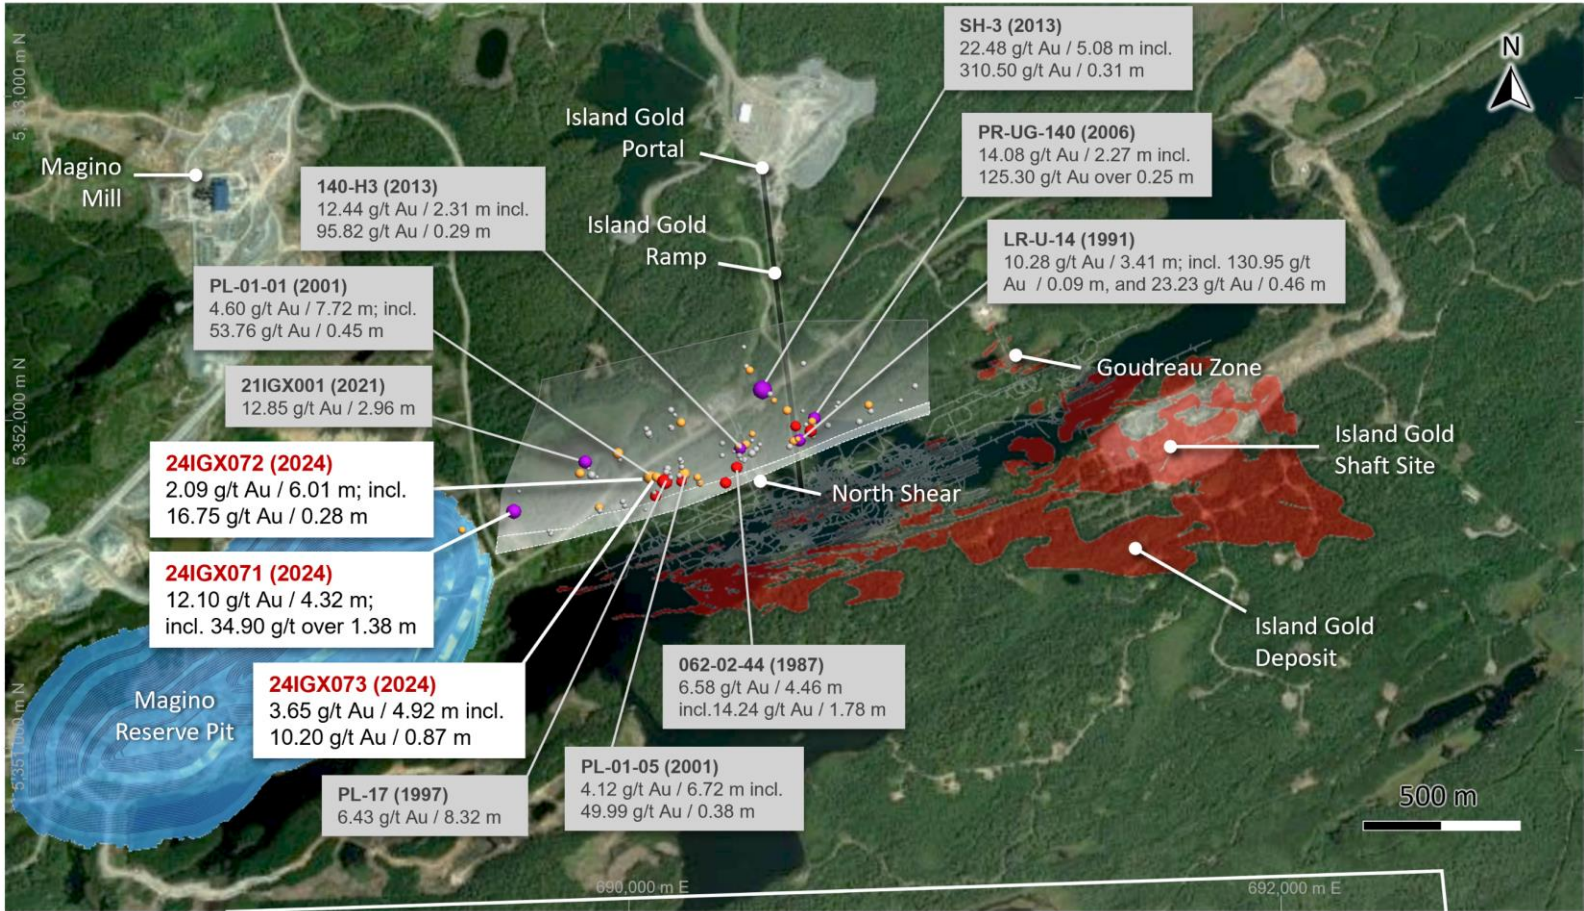 SH-3 (2013)
22.48 g/t Au / 5.08 m incl.
310.50 g/t Au / 0.31 m
N
5,353,000 m N
Island Gold
Portal
PR-UG-140 (2006)
14.08 g/t Au / 2.27 m incl.
125.30 g/t Au over 0.25 m
Magino
Mill
140-H3 (2013)
12.44 g/t Au / 2.31 m incl.
95.82 g/t Au / 0.29 m
Island Gold
Ramp
LR-U-14 (1991)
10.28 g/t Au / 3.41 m; incl. 130.95 g/t
Au / 0.09 m, and 23.23 g/t Au / 0.46 m
PL-01-01 (2001)
4.60 g/t Au / 7.72 m; incl.
53.76 g/t Au / 0.45 m
Goudreau Zone
21IGX001 (2021)
12.85 g/t Au / 2.96 m
5,352,000 m N
Island Gold
Shaft Site
24IGX072 (2024)
2.09 g/t Au / 6.01 m; incl.
16.75 g/t Au / 0.28 m
North Shear
24IGX071 (2024)
12.10 g/t Au / 4.32 m;
incl. 34.90 g/t over 1.38 m
Island Gold
Deposit
24IGX073 (2024)
3.65 g/t Au / 4.92 m incl.
10.20 g/t Au / 0.87 m
062-02-44 (1987)
6.58 g/t Au / 4.46 m
incl.14.24 g/t Au / 1.78 m
Magino
Reserve Pit
5,351,000 m N
PL-17 (1997)
6.43 g/t Au / 8.32 m
PL-01-05 (2001)
4.12 g/t Au / 6.72 m incl.
49.99 g/t Au / 0.38 m
500 m
690,000 m E
692,000 m E